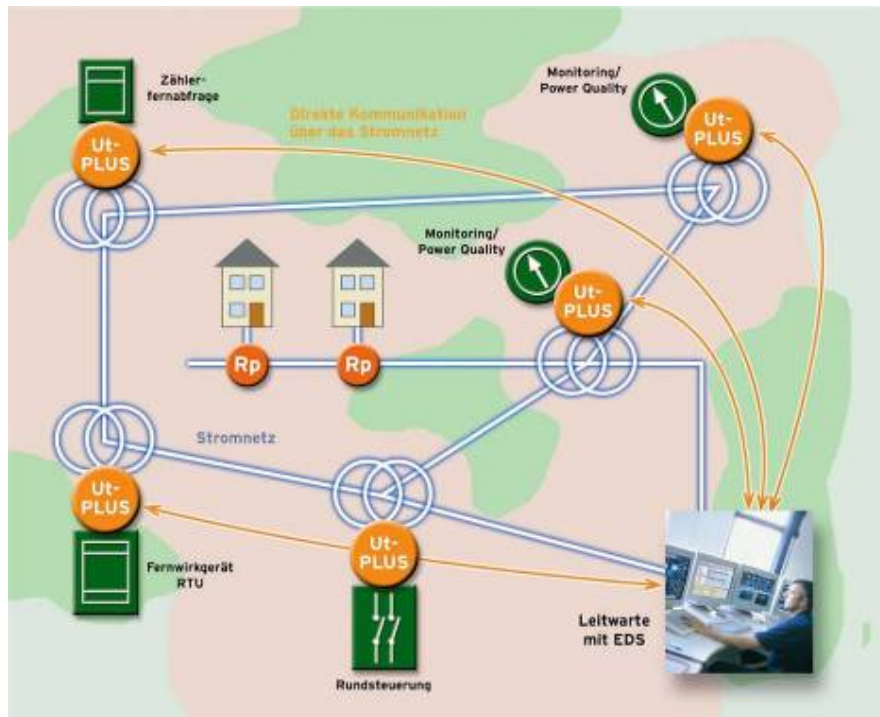 Zähler-
fernabfrage
Monitoring/
Power Quality
Direkte Kommunikation
über das Stromnetz
Ut-
PLUS
Ut-
PLUS
Monitoring/
Power Quality
Ut-
PLUS
Rp
Rp
Stromnetz
Ut-
PLUS
Ut-
PLUS
Fernwirkgerät
RTU
Leitwarte
mit EDS
Rundsteuerung